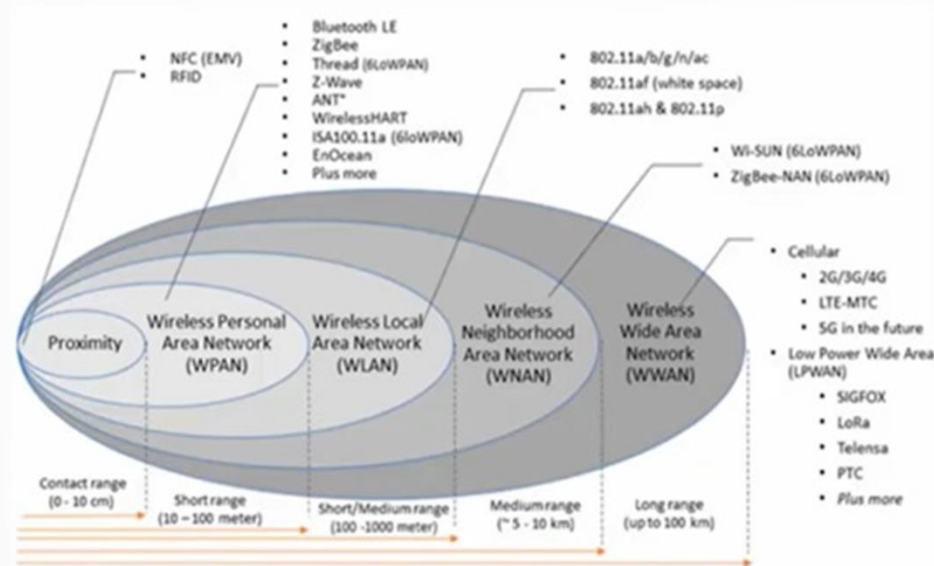 • NFC (EMV)
• RFID
• Bluetooth LE
• ZigBee
• Thread (6LoWPAN)
• Z-Wave
• ANT⁺
• WirelessHART
• ISA100.11a (6loWPAN)
• EnOcean
• Plus more
• 802.11a/b/g/n/ac
• 802.11af (white space)
• 802.11ah & 802.11p
• Wi-SUN (6LoWPAN)
• ZigBee-NAN (6LoWPAN)
• Cellular
• 2G/3G/4G
• LTE-MTC
• 5G in the future
• Low Power Wide Area
(LPWAN)
• SIGFOX
• LoRa
• Telensa
• PTC
• Plus more
Proximity
Wireless Personal
Area Network
(WPAN)
Wireless Local
Area Network
(WLAN)
Wireless
Neighborhood
Area Network
(WNAN)
Wireless
Wide Area
Network
(WWAN)
Contact range
(0 - 10 cm)
Short range
(10 – 100 meter)
Short/Medium range
(100 -1000 meter)
Medium range
(~ 5 - 10 km)
Long range
(up to 100 km)